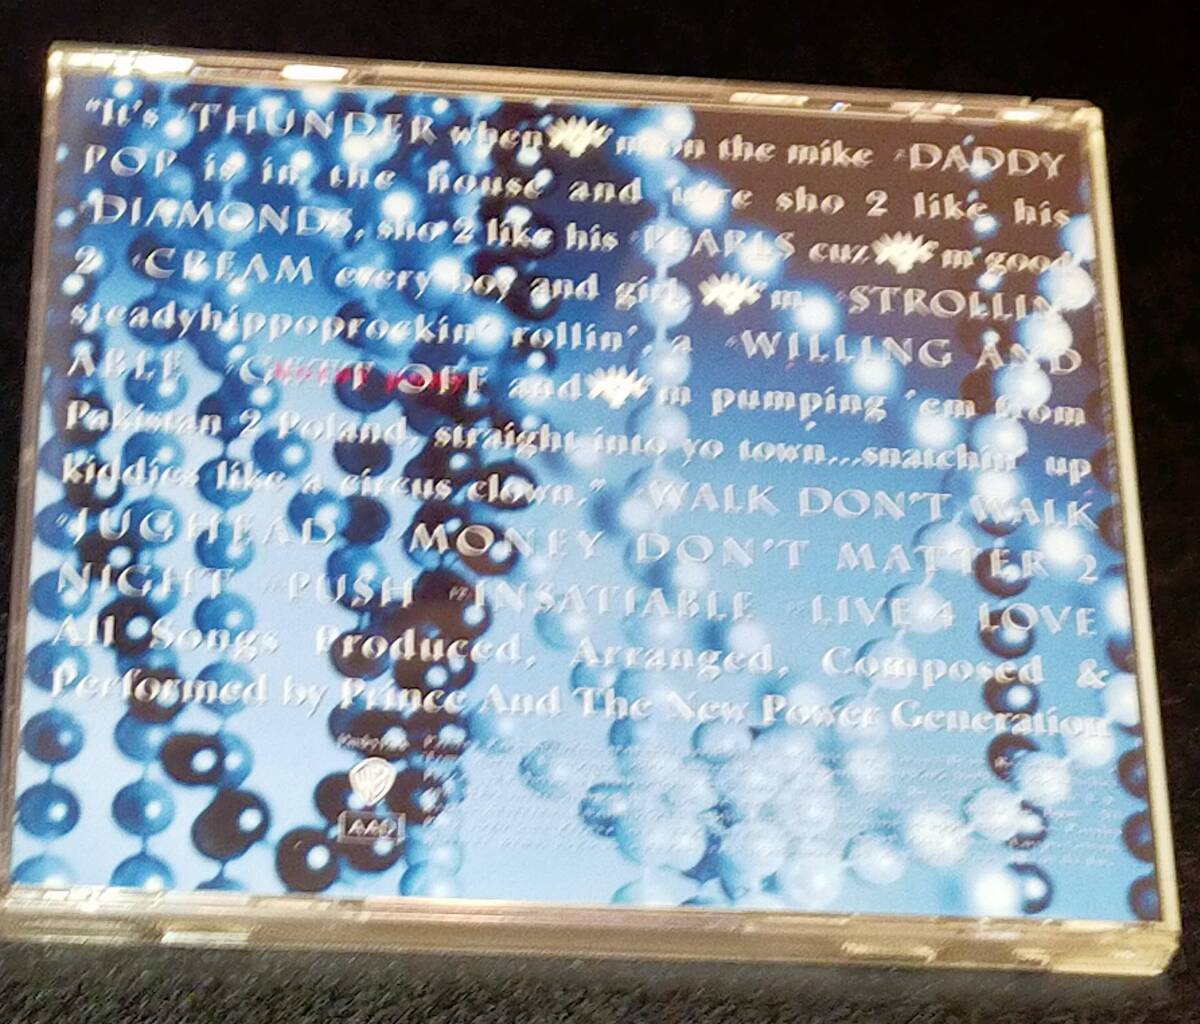 "It's "THUNDER when 'm on the mike "DADDY
POP is in the house and u're sho 2 like his
"DIAMONDS, sho 2 like his "PEARLS cuz 'm good
2 "CREAM every boy and girl. 'm "STROLLIN'
steadyhippoprockin' rollin', a "WILLING AND
ABLE "GETT OFF and 'm pumping 'em from
Pakistan 2 Poland, straight into yo town...snatchin' up
kiddies like a circus clown." "WALK DON'T WALK
"JUGHEAD "MONEY DON'T MATTER 2
NIGHT "PUSH "INSATIABLE "LIVE 4 LOVE
All Songs Produced, Arranged, Composed &
Performed by Prince And The New Power Generation